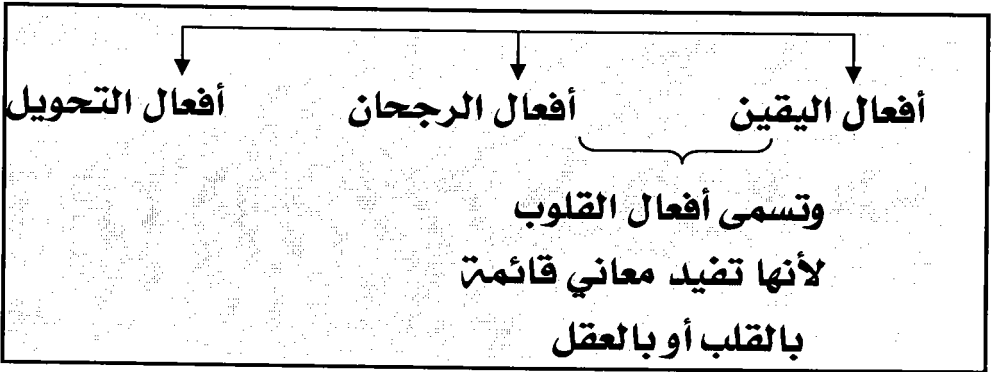 أفعال اليقين أفعال الرجحان أفعال التحويل
وتسمى أفعال القلوب
لأنها تفيد معاني قائمة
بالقلب أو بالعقل